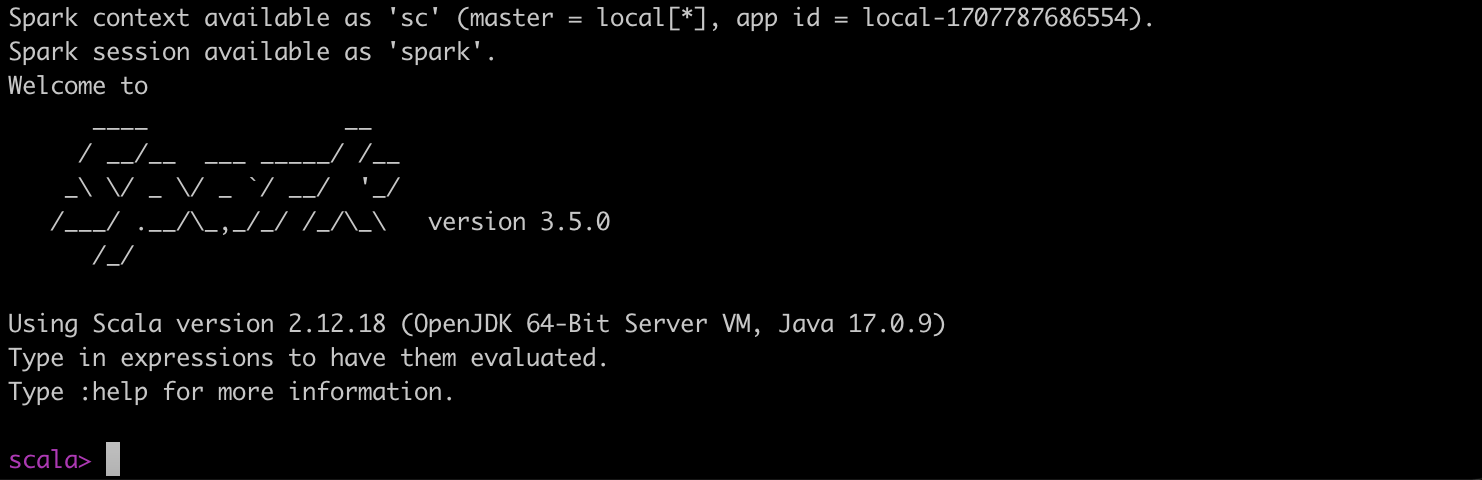 Spark context available as 'sc' (master = local[*], app id = local-1707787686554).
Spark session available as 'spark'.
Welcome to
      ____              __
     / __/__  ___ _____/ /__
    _\ \/ _ \/ _ `/ __/  '_/
   /___/ .__/\_,_/_/ /_/\_\   version 3.5.0
      /_/

Using Scala version 2.12.18 (OpenJDK 64-Bit Server VM, Java 17.0.9)
Type in expressions to have them evaluated.
Type :help for more information.

scala>